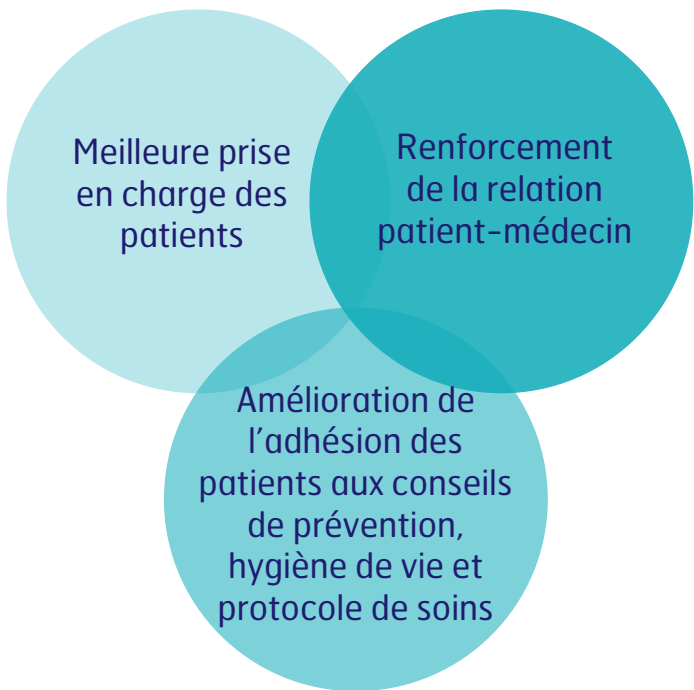 Meilleure prise
en charge des
patients
Renforcement
de la relation
patient-médecin
Amélioration de
l'adhésion des
patients aux conseils
de prévention,
hygiène de vie et
protocole de soins